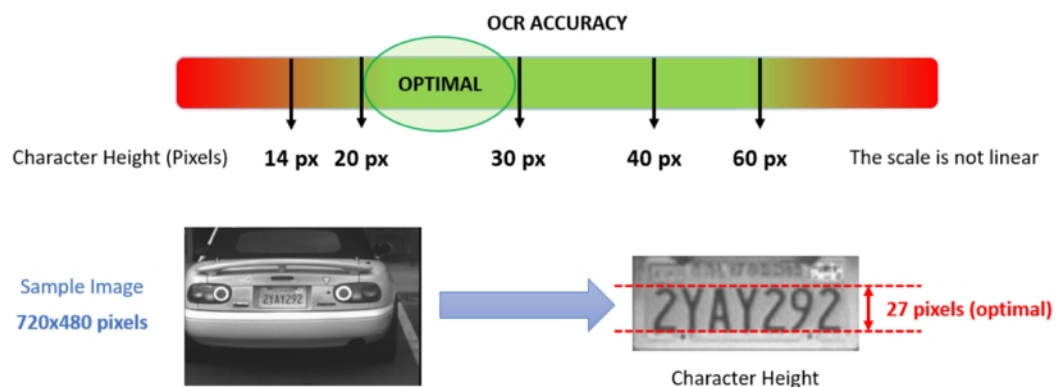 OCR ACCURACY
OPTIMAL
Character Height (Pixels) 14 px 20 px 30 px 40 px 60 px The scale is not linear
Sample Image
720x480 pixels
2YAY292
2YAY292
27 pixels (optimal)
Character Height